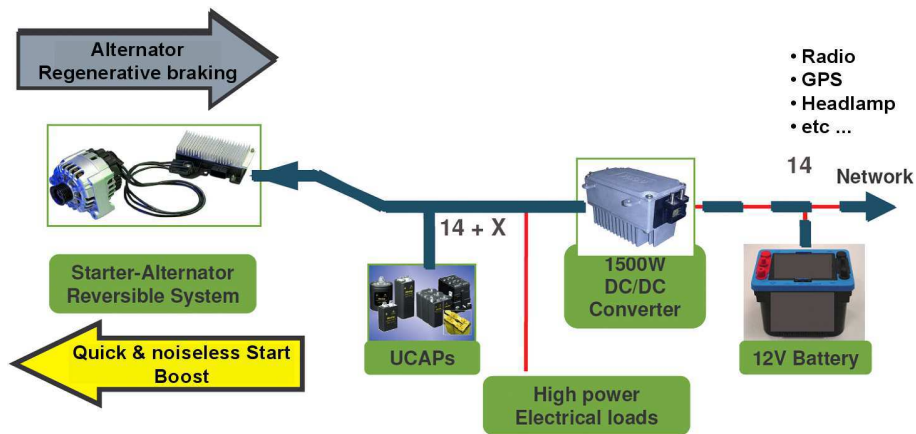 Alternator
Regenerative braking
• Radio
• GPS
• Headlamp
• etc ...
14
Network
14 + X
Starter-Alternator
Reversible System
1500W
DC/DC
Converter
UCAPs
12V Battery
Quick & noiseless Start
Boost
High power
Electrical loads